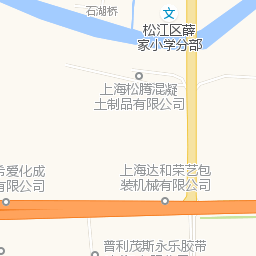 石湖桥
文
松江区薛
家小学分部
上海松腾混凝
土制品有限公司
希爱化成
有限公司
上海达和荣艺包
装机械有限公司
普利茂斯永乐胶带